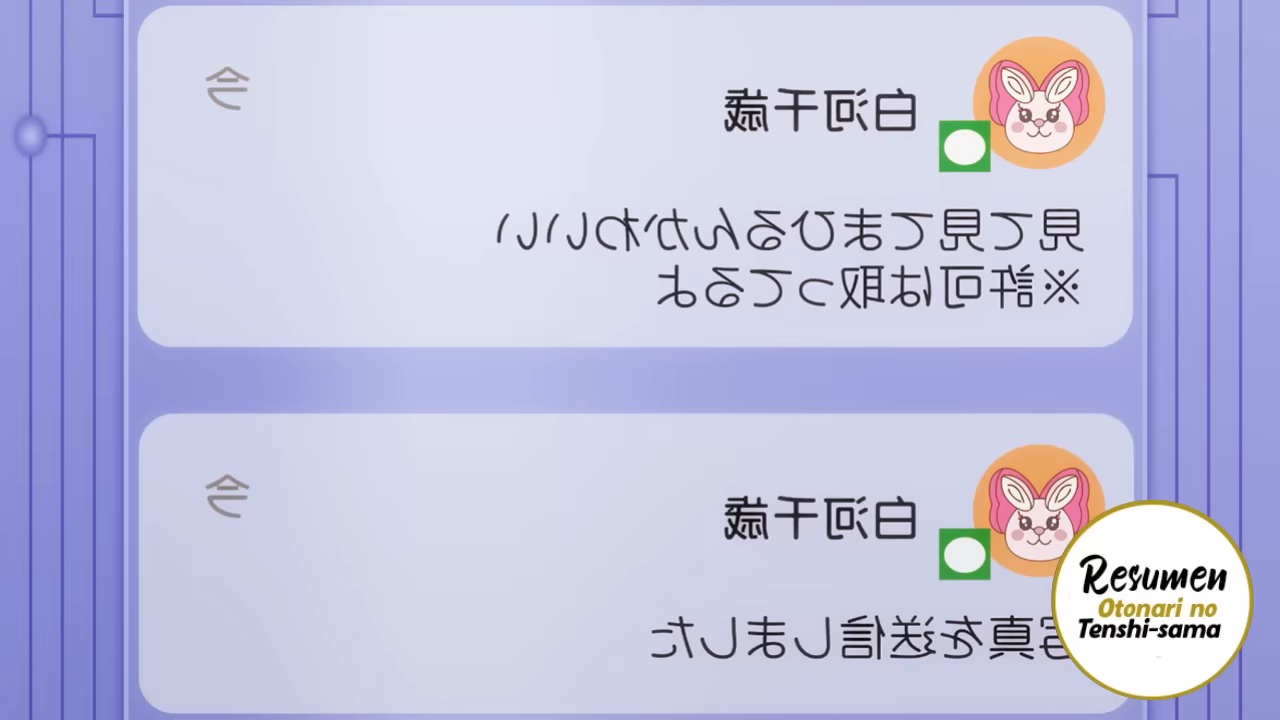 白河千歳
今
見て見てまひるんかわいい
※許可は取ってるよ
白河千歳
今
写真を送信しました
Resumen
Otonari no
Tenshi-sama